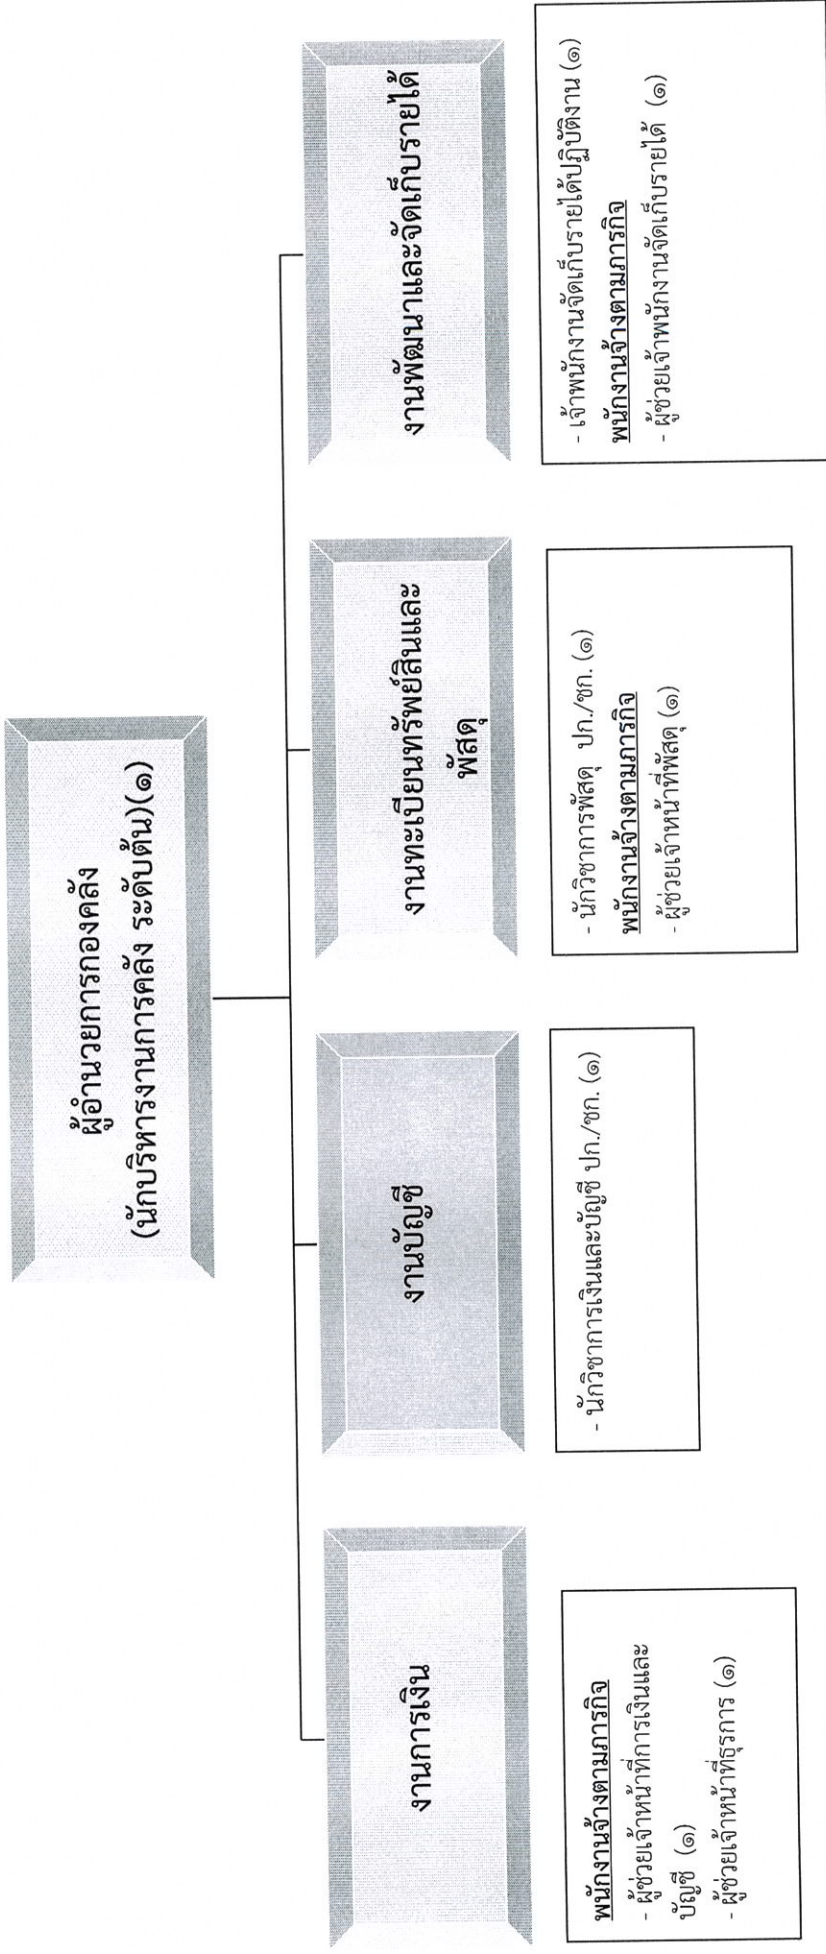 ผู้อำนวยการกองคลัง
(นักบริหารงานการคลัง ระดับต้น)(๑)
งานการเงิน
งานบัญชี
งานทะเบียนทรัพย์สินและ
พัสดุ
งานพัฒนาและจัดเก็บรายได้
พนักงานจ้างตามภารกิจ
- ผู้ช่วยเจ้าหน้าที่การเงินและ
บัญชี (๑)
- ผู้ช่วยเจ้าหน้าที่ธุรการ (๑)
- นักวิชาการเงินและบัญชี ปก./ชก. (๑)
- นักวิชาการพัสดุ ปก./ชก. (๑)
พนักงานจ้างตามภารกิจ
- ผู้ช่วยเจ้าหน้าที่พัสดุ (๑)
- เจ้าพนักงานจัดเก็บรายได้ปฏิบัติงาน (๑)
พนักงานจ้างตามภารกิจ
- ผู้ช่วยเจ้าพนักงานจัดเก็บรายได้ (๑)